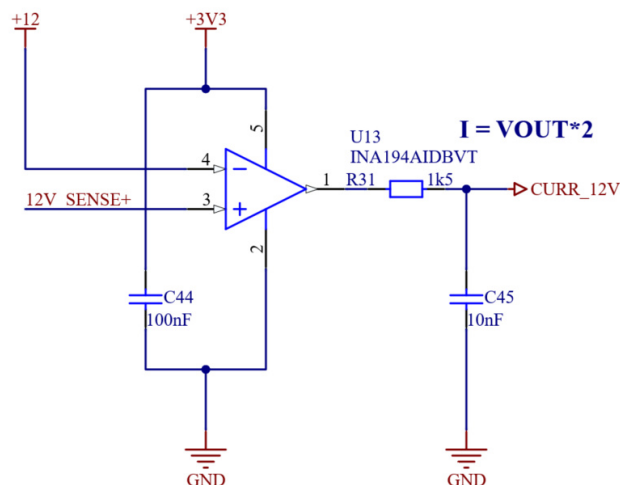 +12
+3V3
I = VOUT*2
U13
INA194AIDBVT
5
4
1
R31
1k5
CURR_12V
12V_SENSE+
3
2
C44
100nF
C45
10nF
GND
GND